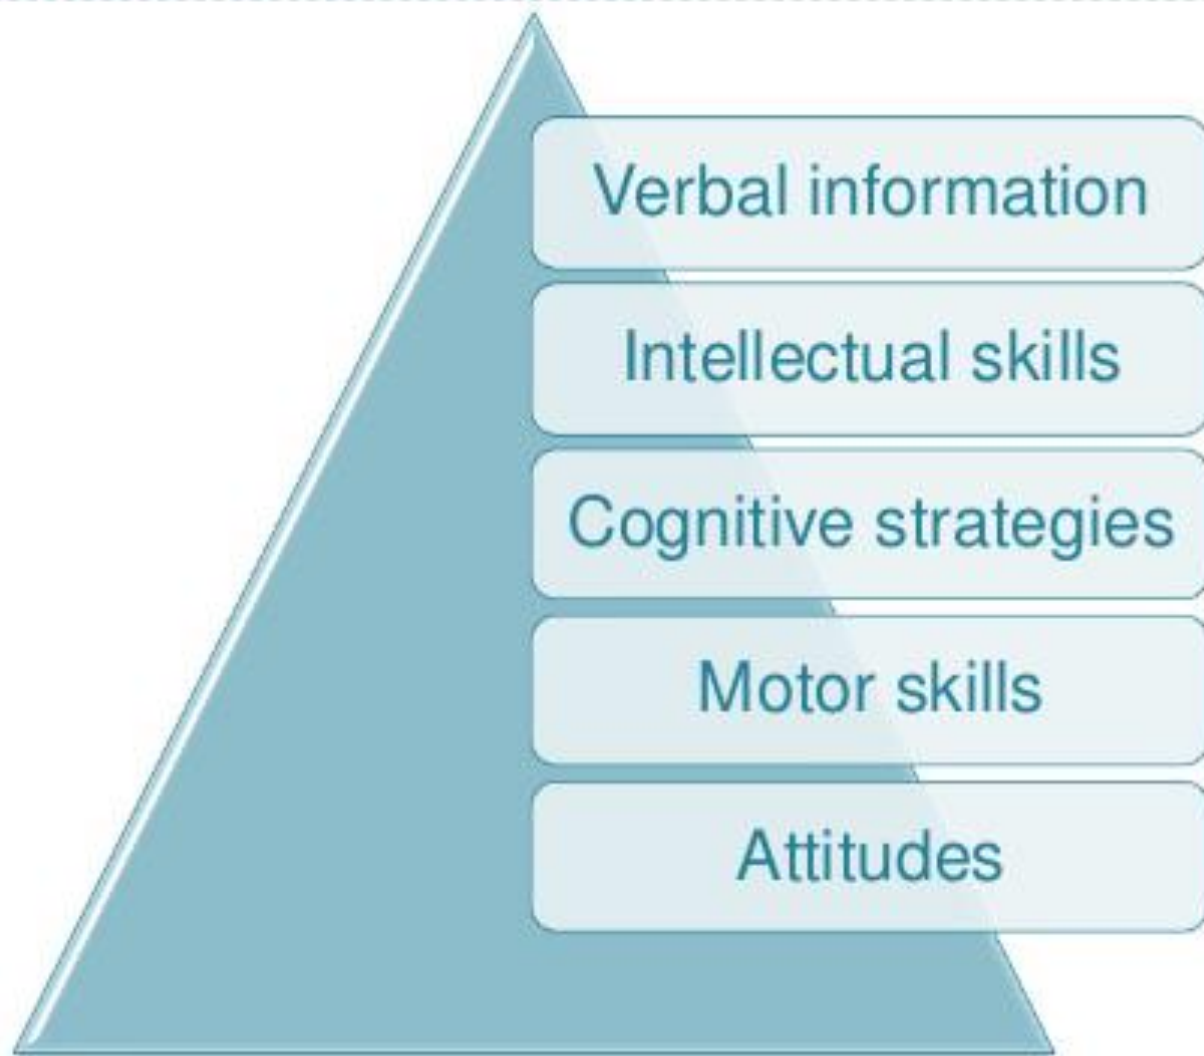 Verbal information
Intellectual skills
Cognitive strategies
Motor skills
Attitudes